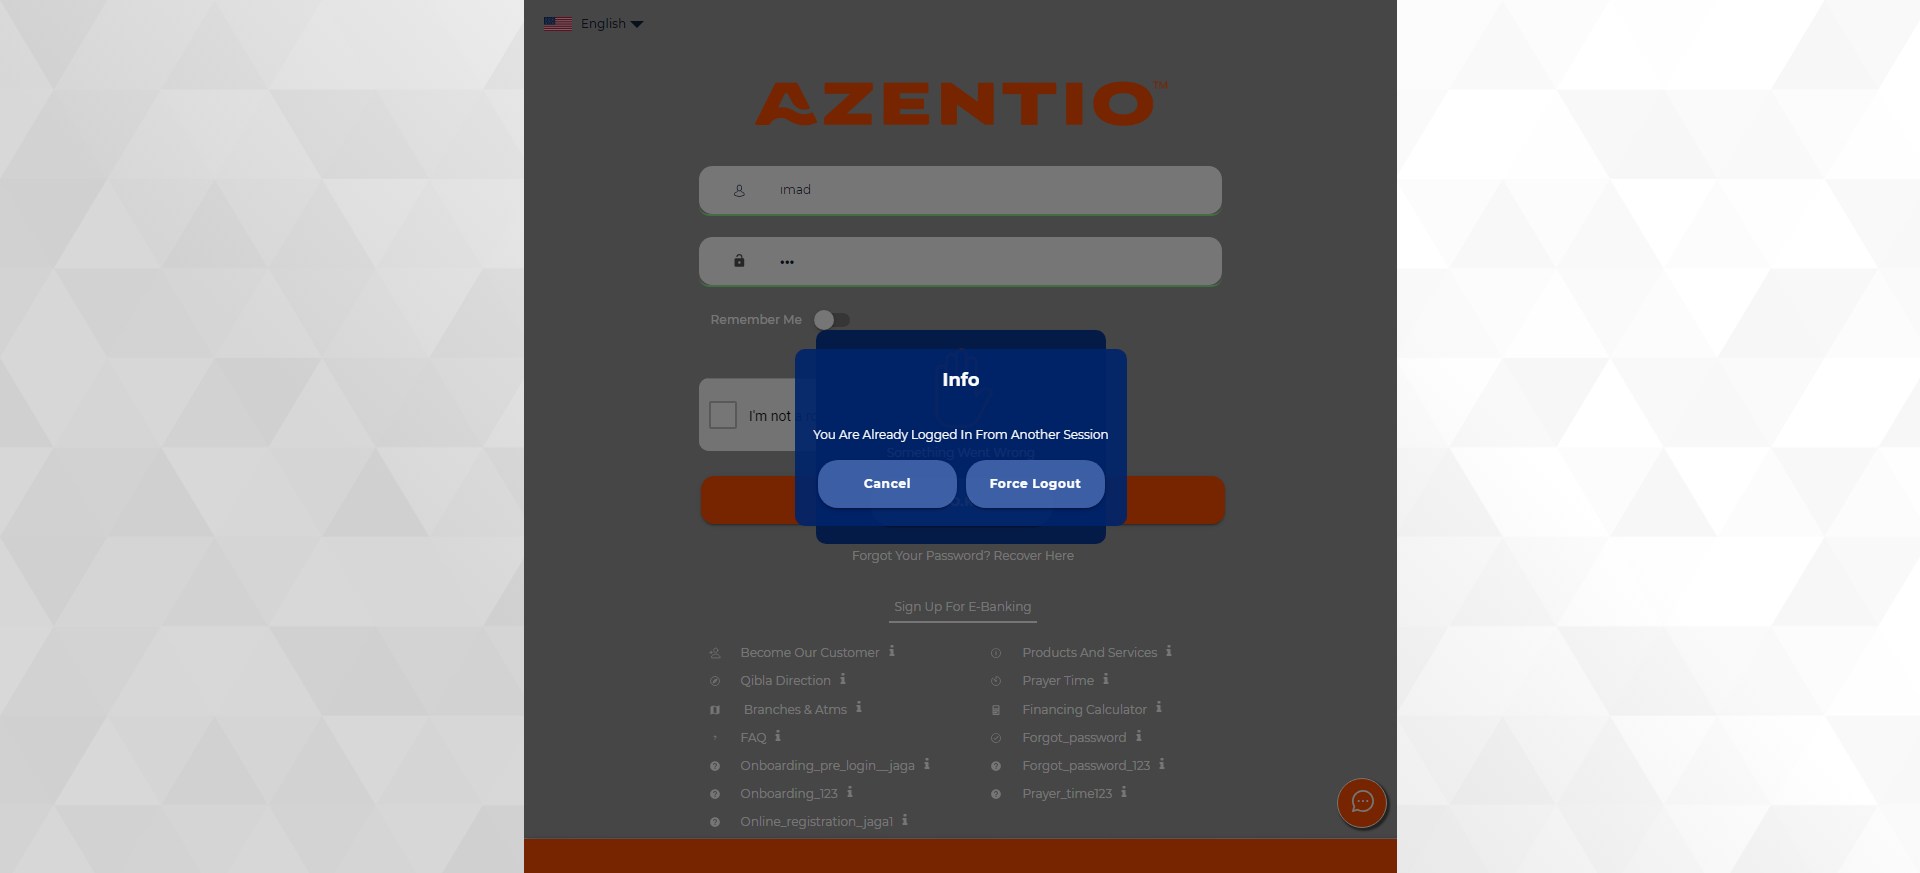 English
AZENTIO™
imad
•••
Remember Me
I'm not a
Info
You Are Already Logged In From Another Session
Something Went Wrong
Cancel
Force Logout
Forgot Your Password? Recover Here
Sign Up For E-Banking
Become Our Customer
Products And Services
Qibla Direction
Prayer Time
Branches & Atms
Financing Calculator
FAQ
Forgot_password
Onboarding_pre_login__jaga
Forgot_password_123
Onboarding_123
Prayer_time123
Online_registration_jaga1